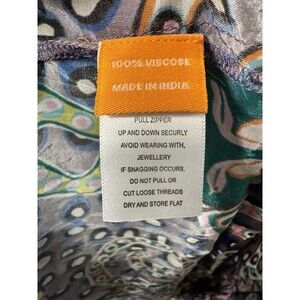 100% VISCOSE
MADE IN INDIA
PULL ZIPPER
UP AND DOWN SECURLY
AVOID WEARING WITH,
JEWELLERY
IF SNAGGING OCCURS,
DO NOT PULL OR
CUT LOOSE THREADS
DRY AND STORE FLAT